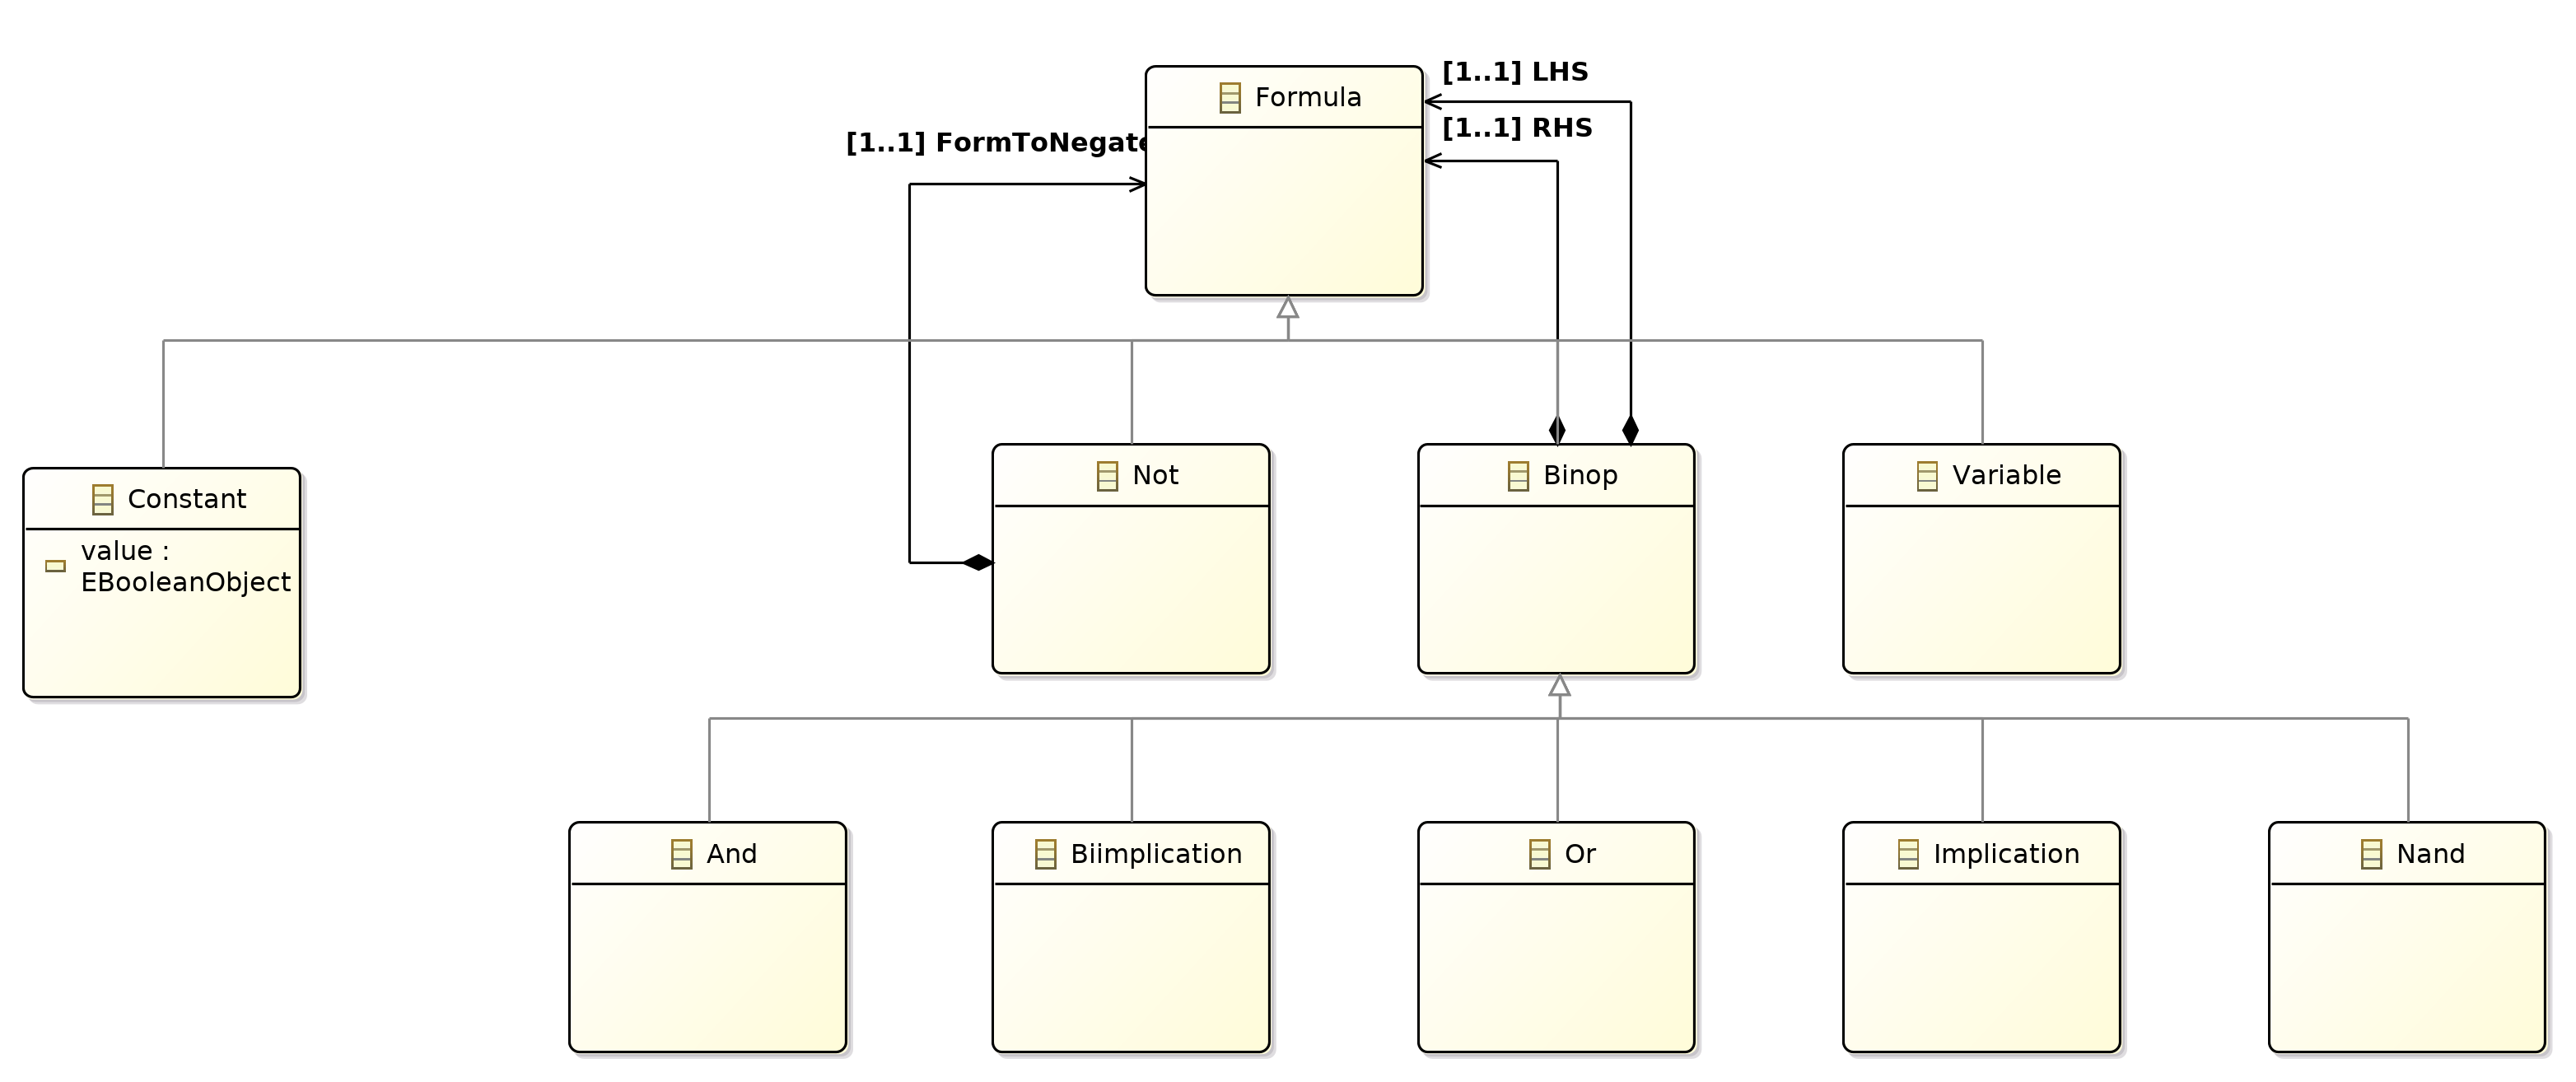 [1..1] LHS
Formula
[1..1] RHS
[1..1] FormToNegate
Not
Binop
Variable
Constant
value :
EBooleanObject
And
Biimplication
Or
Implication
Nand